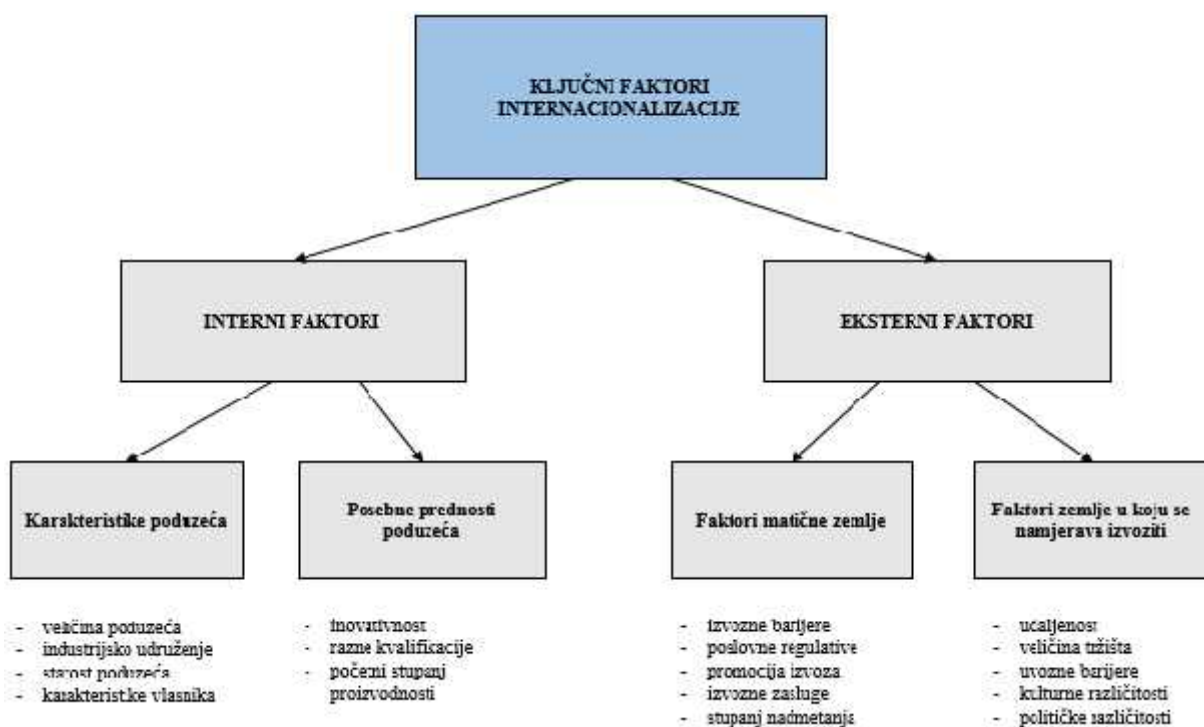 KLJUČNI FAKTORI
INTERNACIONALIZACIJE
INTERNI FAKTORI
EKSTERNI FAKTORI
Karakteristike poduzeća
Posebne prednosti
poduzeća
Faktori matične zemlje
Faktori zemlje u koju se
namjerava izvoziti
- veličina poduzeća
- industrijsko udruženje
- starost poduzeća
- karakteristike vlasnika
- inovativnost
- razne kvalifikacije
- početni stupanj
proizvodnosti
- izvozne barijere
- poslovne regulative
- promocija izvoza
- izvozne zasluge
- stupanj nadmetanja
- udaljenost
- veličina tržišta
- uvozne barijere
- kulturne različitosti
- političke različitosti